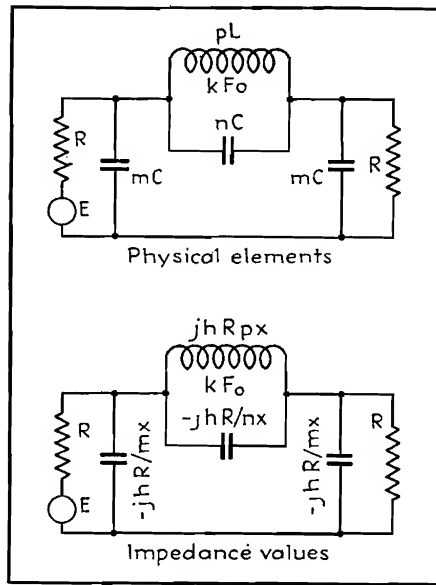 pL
kFo
nC
R
mC
mC
R
E
Physical elements
jhRpx
kFo
-jhR/nx
R
-jhR/mx
-jhR/mx
R
E
Impedance values